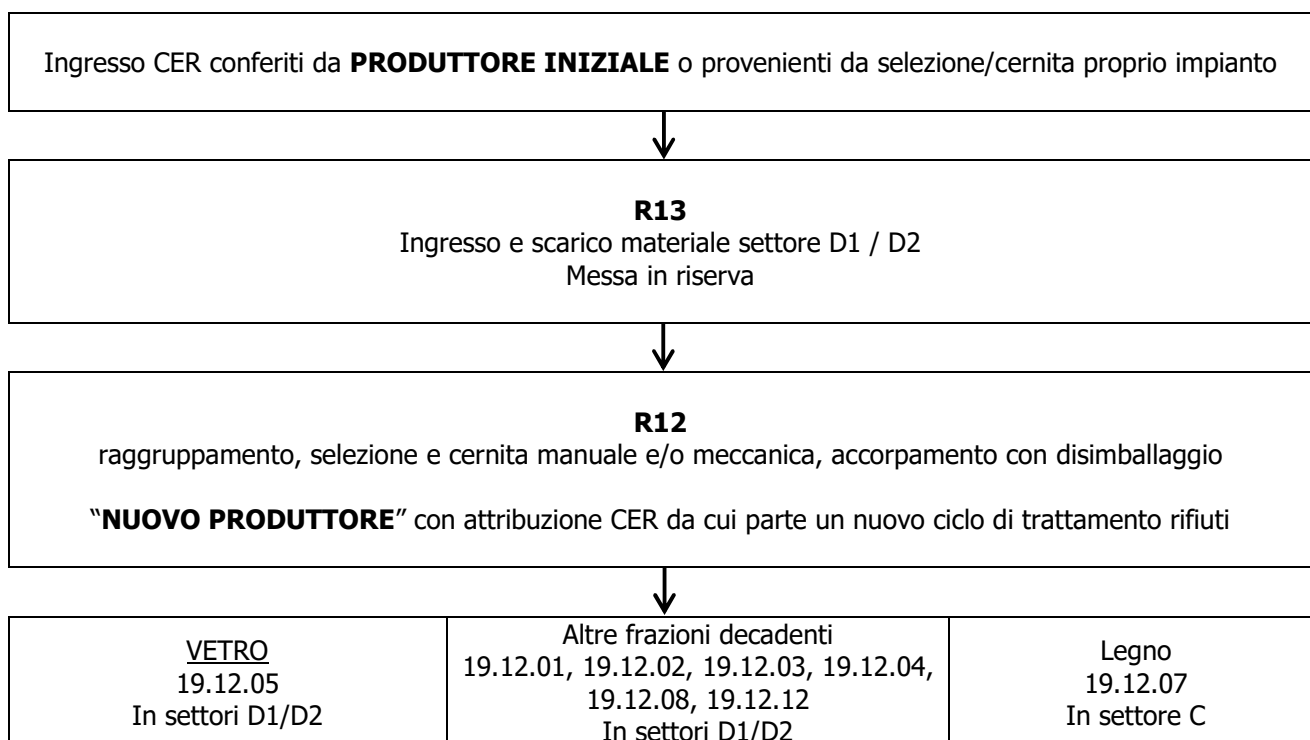 Ingresso CER conferiti da PRODUTTORE INIZIALE o provenienti da selezione/cernita proprio impianto
R13
Ingresso e scarico materiale settore D1 / D2
Messa in riserva
R12
raggruppamento, selezione e cernita manuale e/o meccanica, accorpamento con disimballaggio
“NUOVO PRODUTTORE” con attribuzione CER da cui parte un nuovo ciclo di trattamento rifiuti
VETRO
19.12.05
In settori D1/D2
Altre frazioni decadenti
19.12.01, 19.12.02, 19.12.03, 19.12.04,
19.12.08, 19.12.12
In settori D1/D2
Legno
19.12.07
In settore C